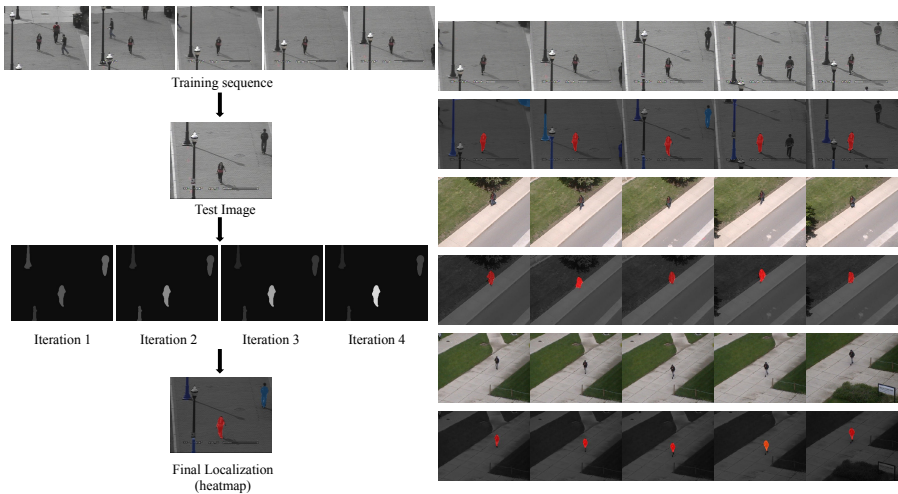 Training sequence
Test Image
Iteration 1
Iteration 2
Iteration 3
Iteration 4
Final Localization
(heatmap)